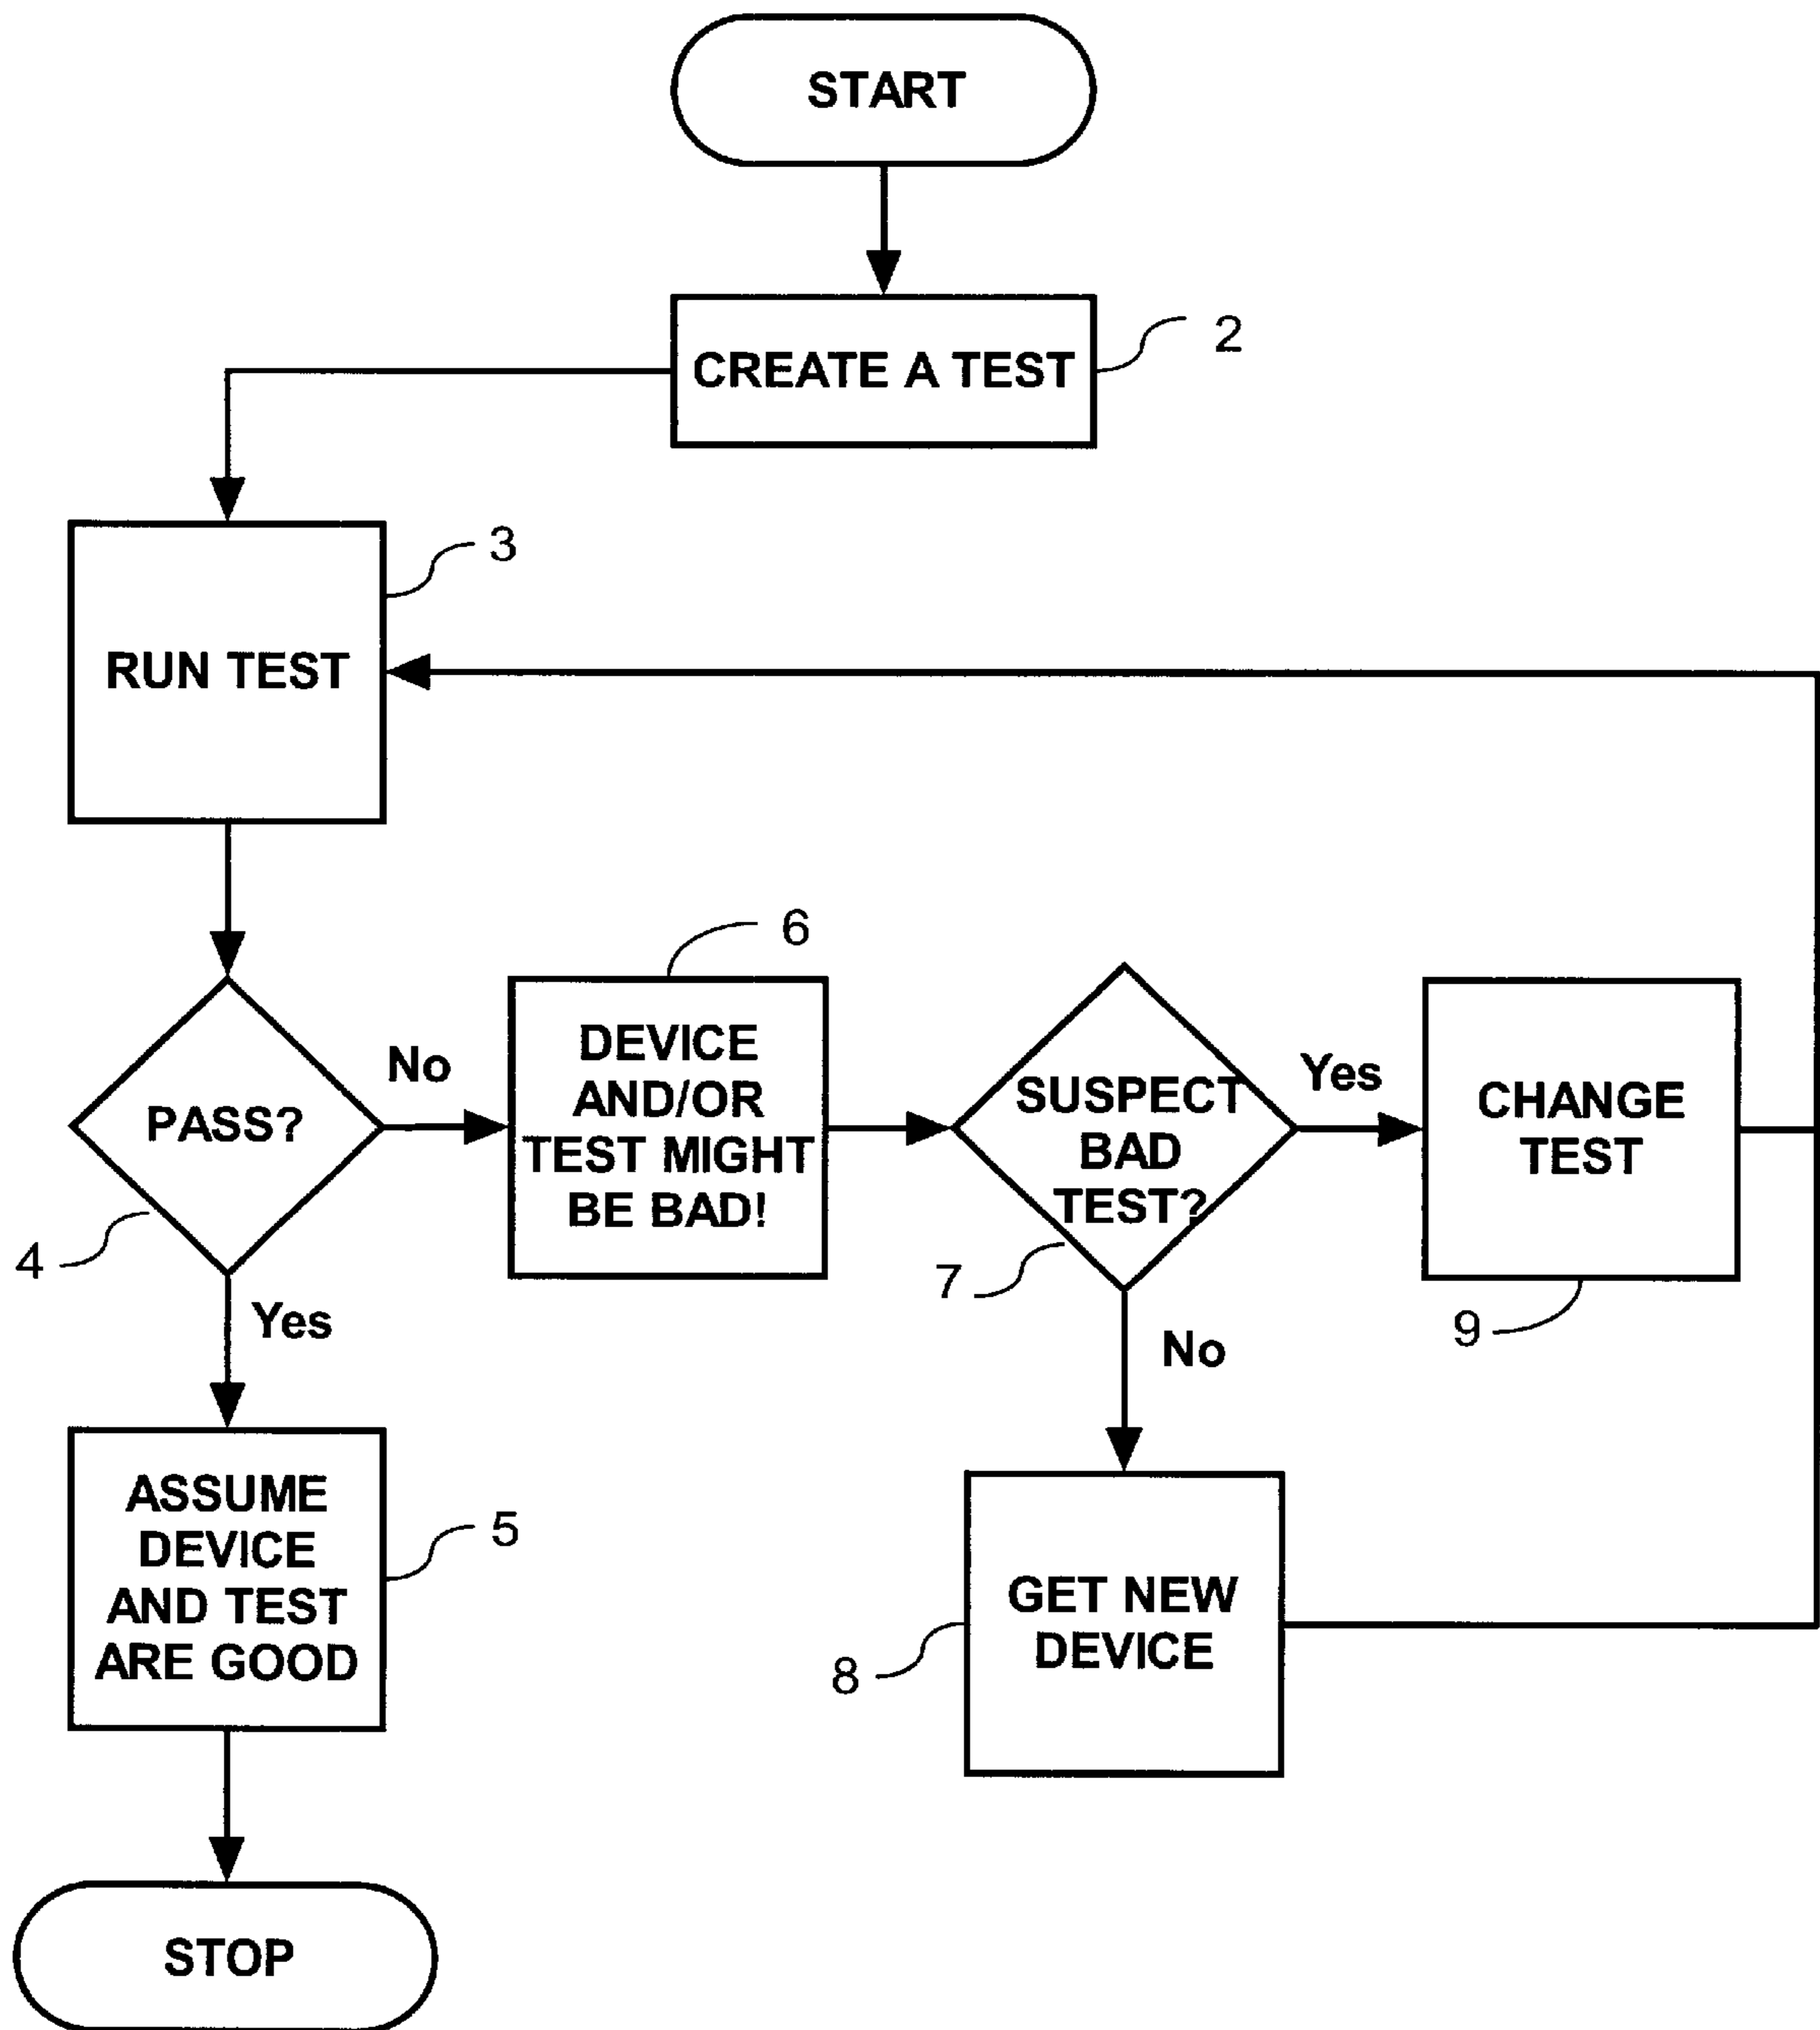 START
CREATE A TEST
2
3
RUN TEST
6
PASS?
No
DEVICE
AND/OR
TEST MIGHT
BE BAD!
SUSPECT
BAD
TEST?
Yes
CHANGE
TEST
4
7
9
Yes
No
ASSUME
DEVICE
AND TEST
ARE GOOD
5
GET NEW
DEVICE
8
STOP